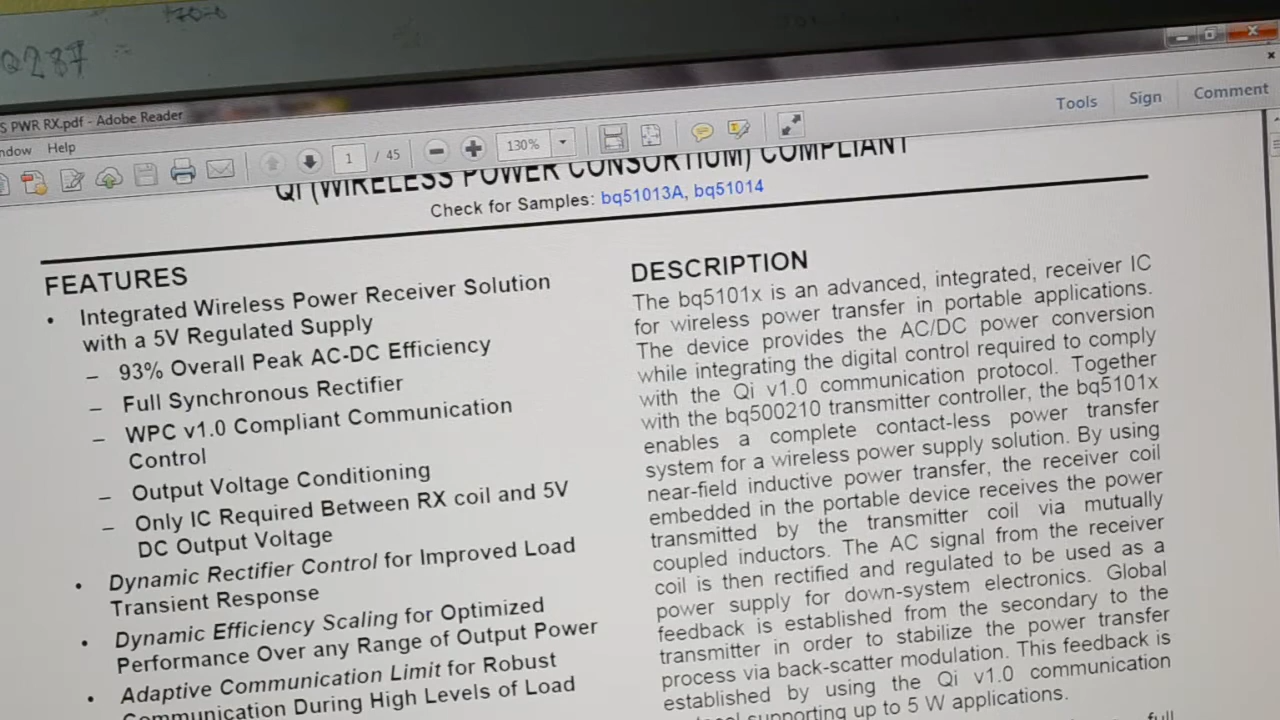 Q287
S PWR RX.pdf - Adobe Reader
ndow Help
1 / 45
130%
Tools Sign Comment
QI (WIRELESS POWER CONSORTIUM) COMPLIANT
Check for Samples: bq51013A, bq51014
FEATURES
• Integrated Wireless Power Receiver Solution
with a 5V Regulated Supply
– 93% Overall Peak AC-DC Efficiency
– Full Synchronous Rectifier
– WPC v1.0 Compliant Communication
Control
– Output Voltage Conditioning
– Only IC Required Between RX coil and 5V
DC Output Voltage
• Dynamic Rectifier Control for Improved Load
Transient Response
• Dynamic Efficiency Scaling for Optimized
Performance Over any Range of Output Power
• Adaptive Communication Limit for Robust
Communication During High Levels of Load
DESCRIPTION
The bq5101x is an advanced, integrated, receiver IC
for wireless power transfer in portable applications.
The device provides the AC/DC power conversion
while integrating the digital control required to comply
with the Qi v1.0 communication protocol. Together
with the bq500210 transmitter controller, the bq5101x
enables a complete contact-less power transfer
system for a wireless power supply solution. By using
near-field inductive power transfer, the receiver coil
embedded in the portable device receives the power
transmitted by the transmitter coil via mutually
coupled inductors. The AC signal from the receiver
coil is then rectified and regulated to be used as a
power supply for down-system electronics. Global
feedback is established from the secondary to the
transmitter in order to stabilize the power transfer
process via back-scatter modulation. This feedback is
established by using the Qi v1.0 communication
supporting up to 5 W applications.
full